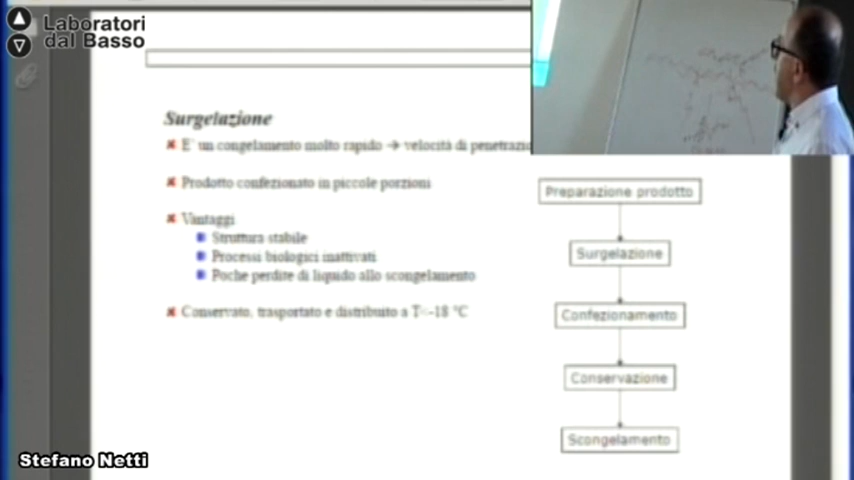 Laboratori
dal Basso
Surgelazione
E' un congelamento molto rapido → velocità di
Prodotto confezionato in piccole porzioni
Vantaggi
Struttura stabile
Processi biologici inattivati
Poche perdite di liquido allo scongelamento
Conservato, trasportato e distribuito a T<-18 °C
Preparazione prodotto
Surgelazione
Confezionamento
Conservazione
Scongelamento
Stefano Netti